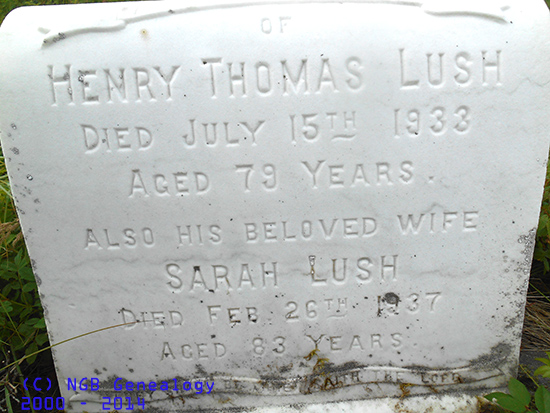 OF
HENRY THOMAS LUSH
DIED JULY 15TH 1933
AGED 79 YEARS.
ALSO HIS BELOVED WIFE
SARAH LUSH
DIED FEB 26TH 1937
AGED 83 YEARS
THE
(C) NGB Genealogy
2000 - 2014